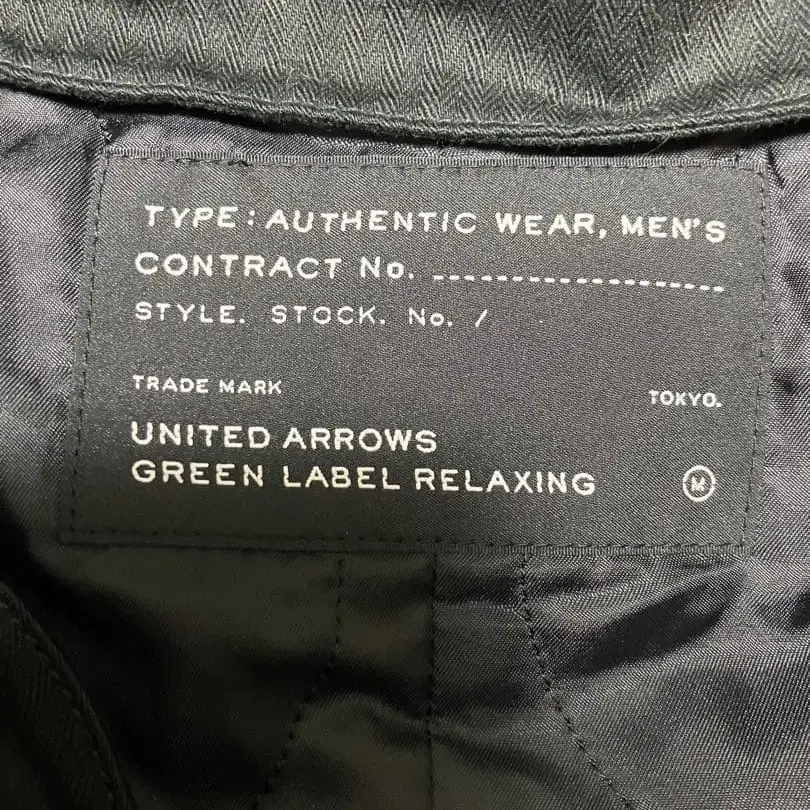 TYPE: AUTHENTIC WEAR, MEN'S
CONTRACT No. --------------------
STYLE. STOCK. No. /
TRADE MARK TOKYO.
UNITED ARROWS
GREEN LABEL RELAXING M